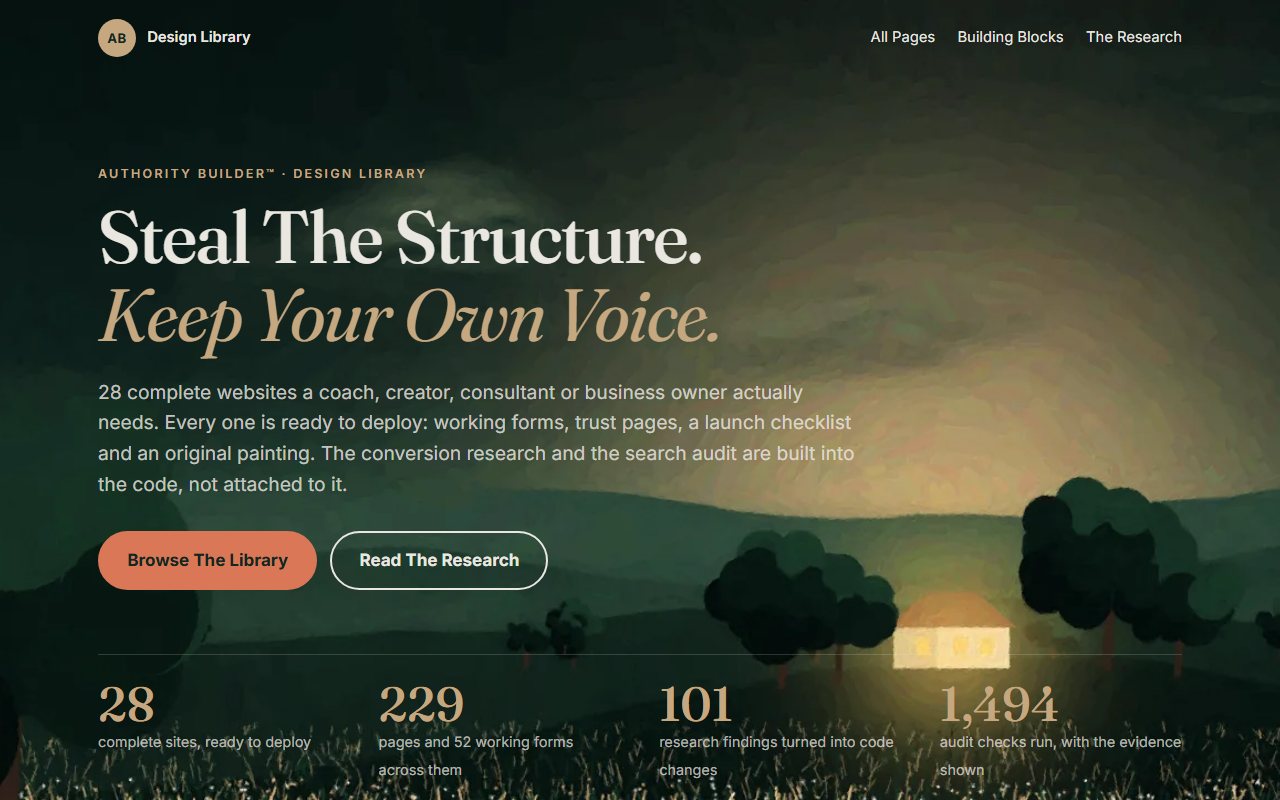 AB
Design Library
All Pages
Building Blocks
The Research
AUTHORITY BUILDER™ · DESIGN LIBRARY
Steal The Structure.
Keep Your Own Voice.
28 complete websites a coach, creator, consultant or business owner actually
needs. Every one is ready to deploy: working forms, trust pages, a launch checklist
and an original painting. The conversion research and the search audit are built into
the code, not attached to it.
Browse The Library
Read The Research
28
complete sites, ready to deploy
229
pages and 52 working forms
across them
101
research findings turned into code
changes
1,494
audit checks run, with the evidence
shown